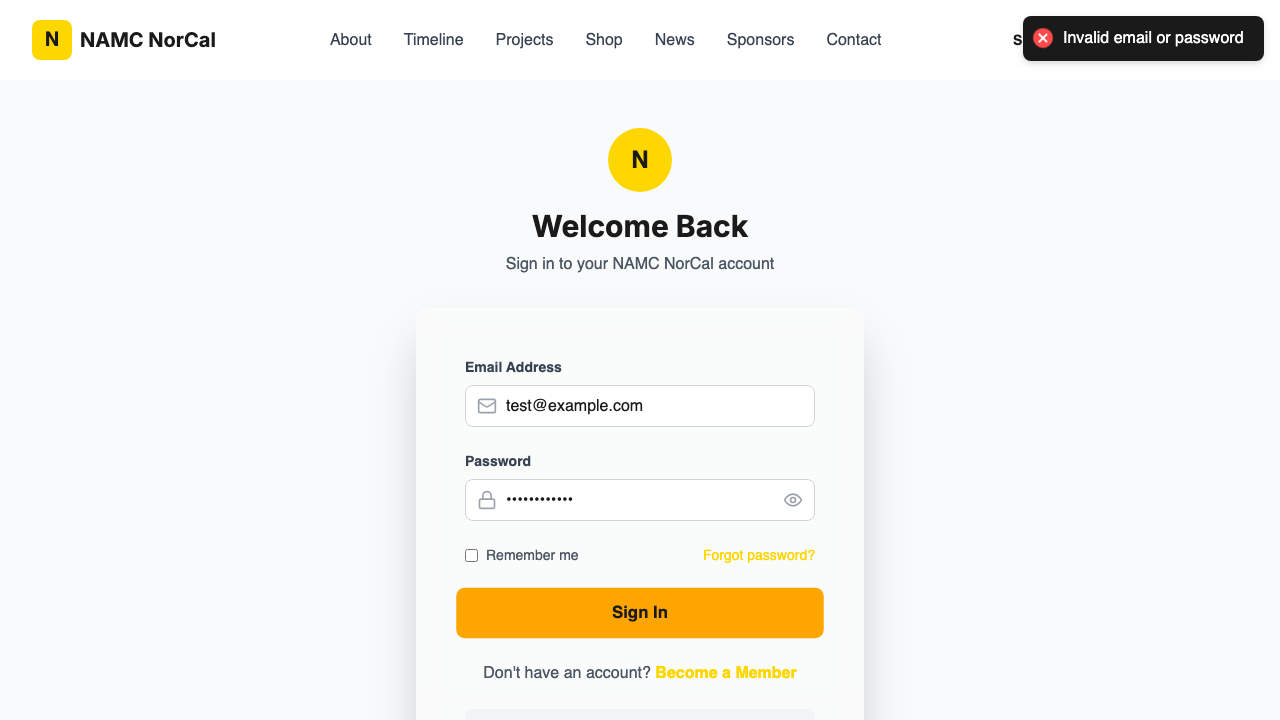 N NAMC NorCal About Timeline Projects Shop News Sponsors Contact
Invalid email or password
N
Welcome Back
Sign in to your NAMC NorCal account
Email Address
test@example.com
Password
••••••••••••
Remember me Forgot password?
Sign In
Don't have an account? Become a Member